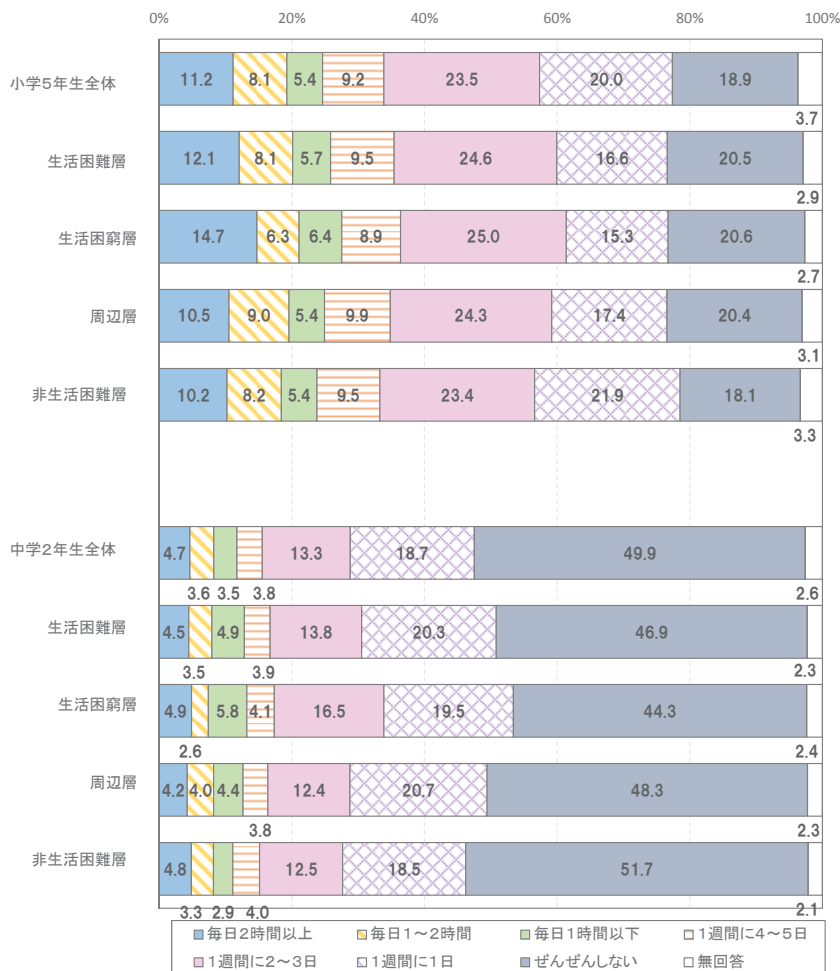 0% 20% 40% 60% 80% 100%
小学5年生全体 11.2 8.1 5.4 9.2 23.5 20.0 18.9
3.7
生活困難層 12.1 8.1 5.7 9.5 24.6 16.6 20.5
2.9
生活困窮層 14.7 6.3 6.4 8.9 25.0 15.3 20.6
2.7
周辺層 10.5 9.0 5.4 9.9 24.3 17.4 20.4
3.1
非生活困難層 10.2 8.2 5.4 9.5 23.4 21.9 18.1
3.3
中学2年生全体 4.7 13.3 18.7 49.9
3.6 3.5 3.8 2.6
生活困難層 4.5 4.9 13.8 20.3 46.9
3.5 3.9 2.3
生活困窮層 4.9 5.8 4.1 16.5 19.5 44.3
2.6 2.4
周辺層 4.2 4.0 4.4 12.4 20.7 48.3
3.8 2.3
非生活困難層 4.8 12.5 18.5 51.7
3.3 2.9 4.0 2.1
毎日2時間以上 毎日1～2時間 毎日1時間以下 1週間に4～5日
1週間に2～3日 1週間に1日 ぜんぜんしない 無回答